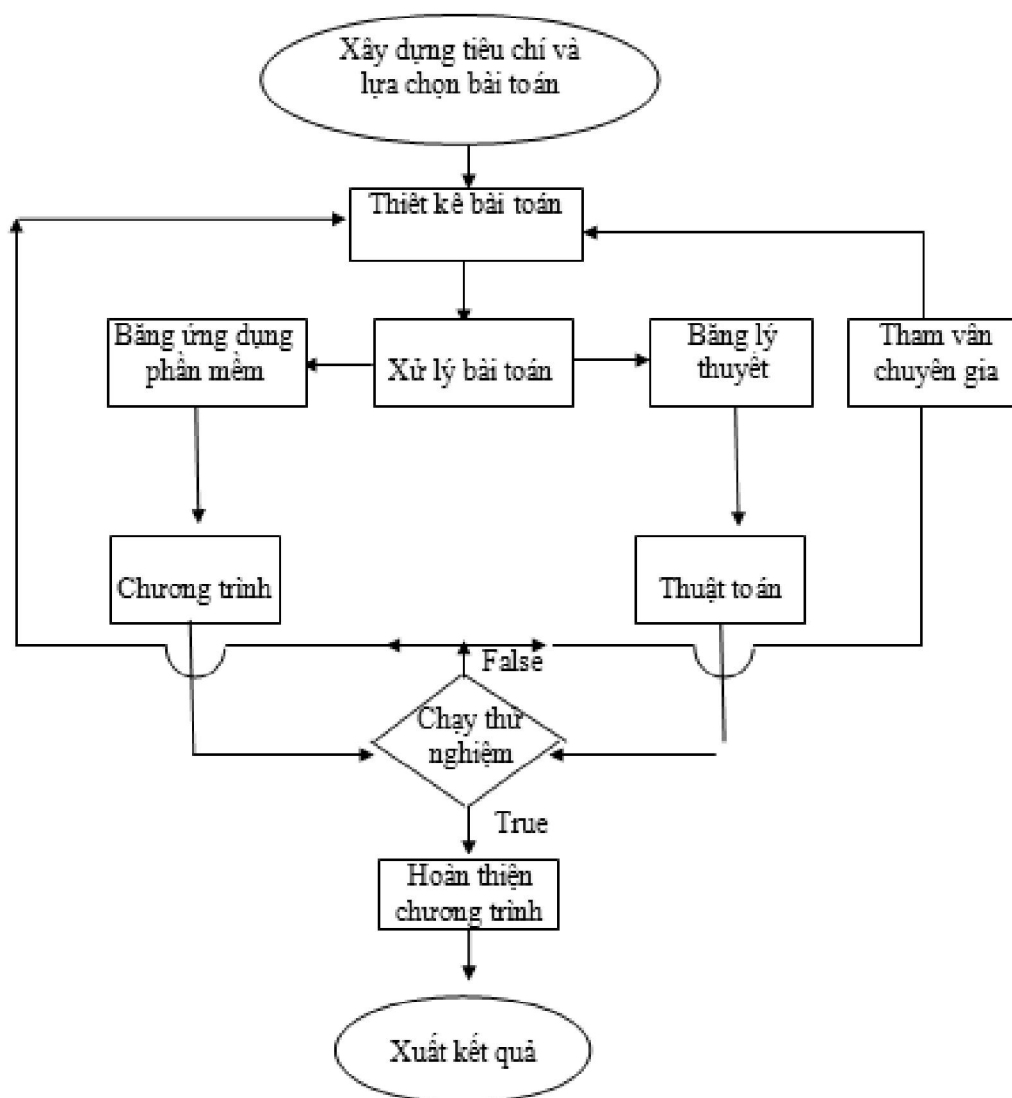 Xây dựng tiêu chí và
lựa chọn bài toán
Thiết kế bài toán
Bằng ứng dụng
phần mềm
Xử lý bài toán
Bằng lý
thuyết
Tham vấn
chuyên gia
Chương trình
Thuật toán
False
Chạy thử
nghiệm
True
Hoàn thiện
chương trình
Xuất kết quả